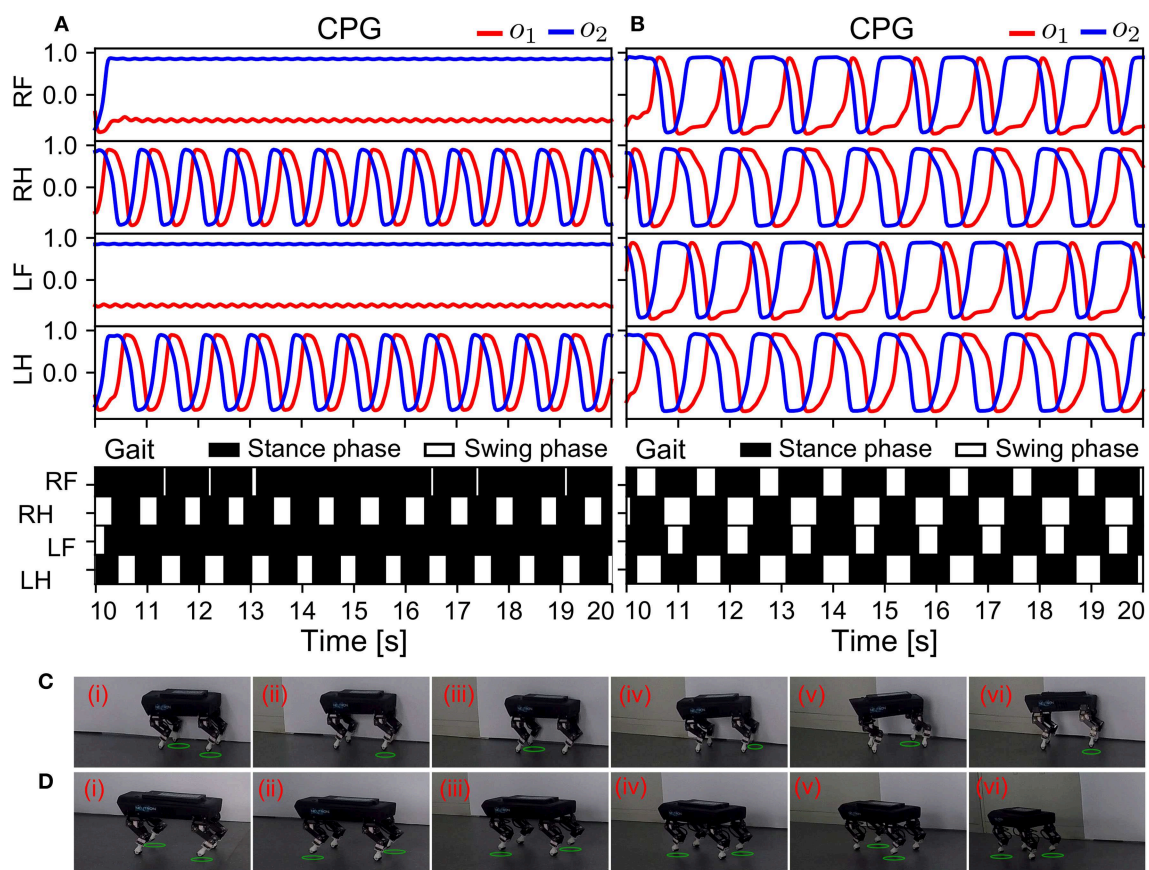 A CPG o1 o2
B CPG o1 o2
RF 1.0 0.0
RH 1.0 0.0
LF 1.0 0.0
LH 1.0 0.0
Gait Stance phase Swing phase
Gait Stance phase Swing phase
RF
RH
LF
LH
10 11 12 13 14 15 16 17 18 19 20
10 11 12 13 14 15 16 17 18 19 20
Time [s]
Time [s]
C (i) (ii) (iii) (iv) (v) (vi)
D (i) (ii) (iii) (iv) (v) (vi)